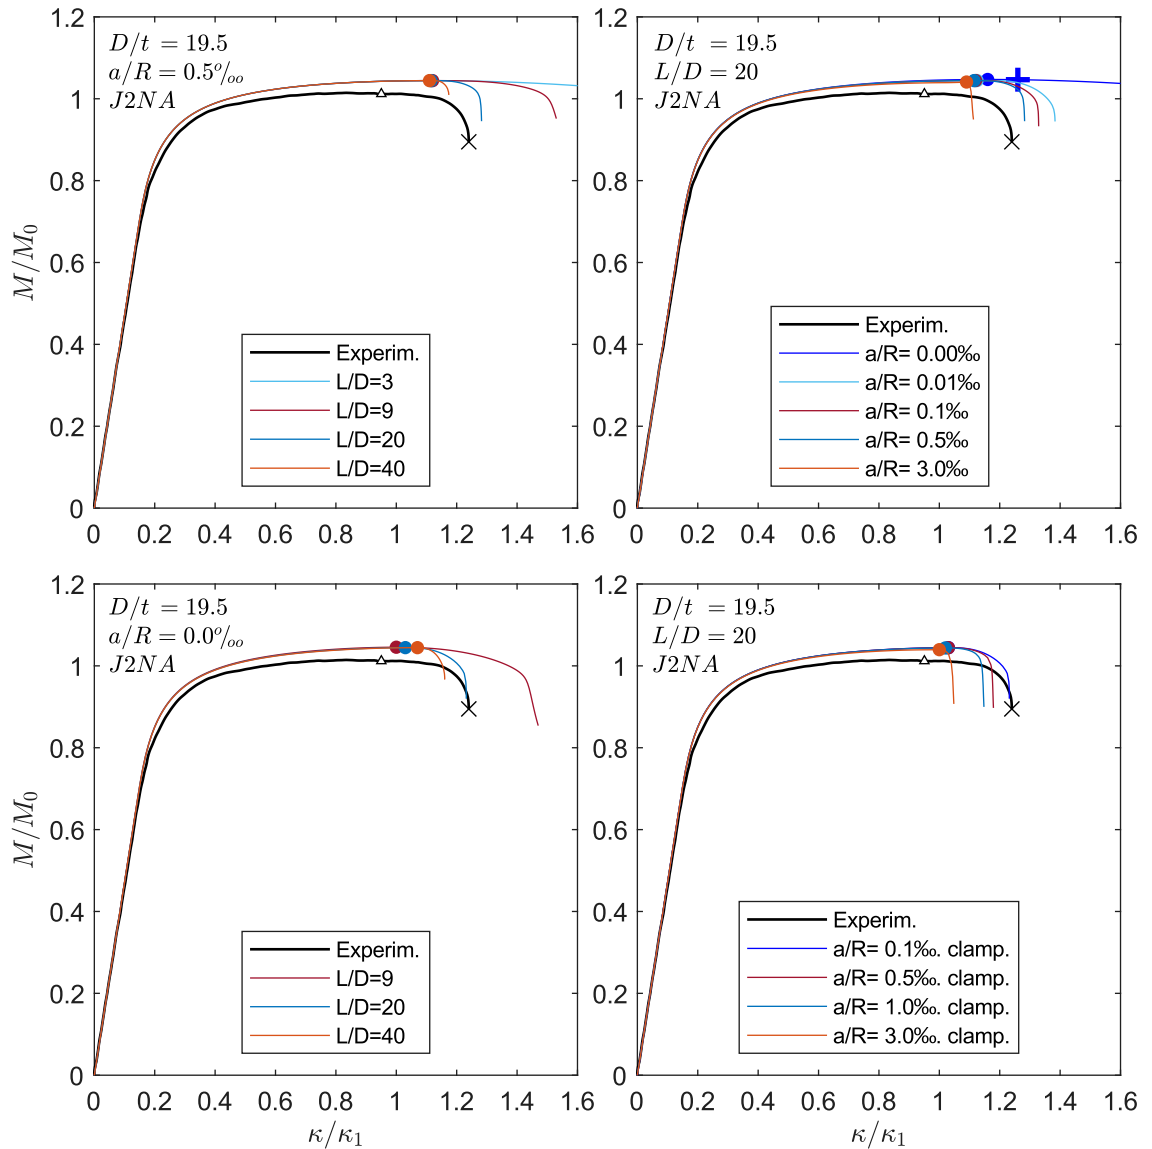 D/t = 19.5
a/R = 0.5‰
J2NA
M/M₀
1.2
1
0.8
0.6
0.4
0.2
0
Experim.
L/D=3
L/D=9
L/D=20
L/D=40
0 0.2 0.4 0.6 0.8 1 1.2 1.4 1.6
D/t = 19.5
L/D = 20
J2NA
1.2
1
0.8
0.6
0.4
0.2
0
Experim.
a/R= 0.00‰
a/R= 0.01‰
a/R= 0.1‰
a/R= 0.5‰
a/R= 3.0‰
0 0.2 0.4 0.6 0.8 1 1.2 1.4 1.6
D/t = 19.5
a/R = 0.0‰
J2NA
M/M₀
1.2
1
0.8
0.6
0.4
0.2
0
Experim.
L/D=9
L/D=20
L/D=40
0 0.2 0.4 0.6 0.8 1 1.2 1.4 1.6
κ/κ₁
D/t = 19.5
L/D = 20
J2NA
1.2
1
0.8
0.6
0.4
0.2
0
Experim.
a/R= 0.1‰. clamp.
a/R= 0.5‰. clamp.
a/R= 1.0‰. clamp.
a/R= 3.0‰. clamp.
0 0.2 0.4 0.6 0.8 1 1.2 1.4 1.6
κ/κ₁